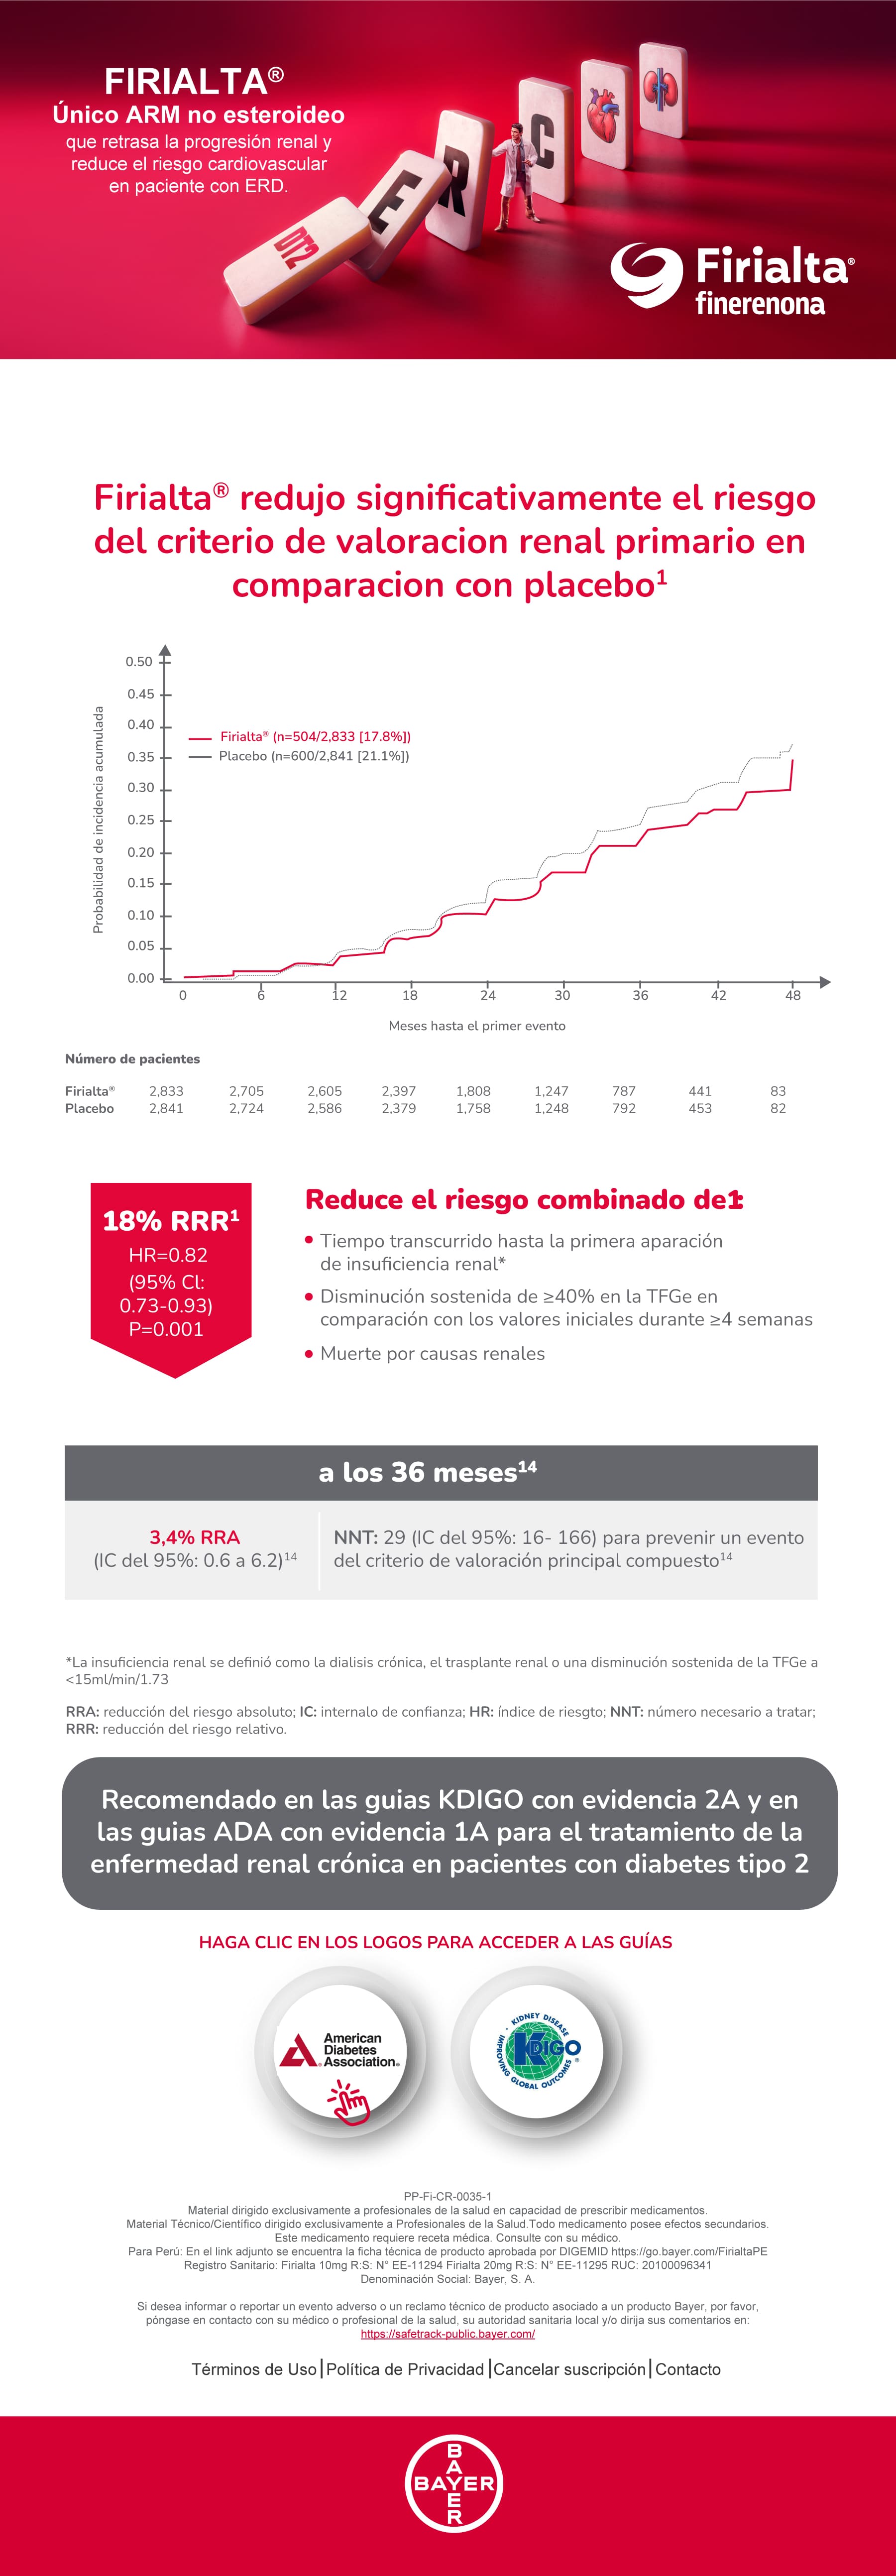 FIRIALTA®
Único ARM no esteroideo
que retrasa la progresión renal y
reduce el riesgo cardiovascular
en paciente con ERD.
DT2
E
R
C
Firialta®
finerenona
Firialta® redujo significativamente el riesgo
del criterio de valoracion renal primario en
comparacion con placebo¹
Probabilidad de incidencia acumulada
0.50
0.45
0.40
0.35
0.30
0.25
0.20
0.15
0.10
0.05
0.00
Firialta® (n=504/2,833 [17.8%])
Placebo (n=600/2,841 [21.1%])
0 6 12 18 24 30 36 42 48
Meses hasta el primer evento
Número de pacientes
Firialta® 2,833 2,705 2,605 2,397 1,808 1,247 787 441 83
Placebo 2,841 2,724 2,586 2,379 1,758 1,248 792 453 82
18% RRR¹
HR=0.82
(95% Cl:
0.73-0.93)
P=0.001
Reduce el riesgo combinado de1:
• Tiempo transcurrido hasta la primera aparación
de insuficiencia renal*
• Disminución sostenida de ≥40% en la TFGe en
comparación con los valores iniciales durante ≥4 semanas
• Muerte por causas renales
a los 36 meses¹⁴
3,4% RRA
(IC del 95%: 0.6 a 6.2)¹⁴
NNT: 29 (IC del 95%: 16- 166) para prevenir un evento
del criterio de valoración principal compuesto¹⁴
*La insuficiencia renal se definió como la dialisis crónica, el trasplante renal o una disminución sostenida de la TFGe a
<15ml/min/1.73
RRA: reducción del riesgo absoluto; IC: internalo de confianza; HR: índice de riesgto; NNT: número necesario a tratar;
RRR: reducción del riesgo relativo.
Recomendado en las guias KDIGO con evidencia 2A y en
las guias ADA con evidencia 1A para el tratamiento de la
enfermedad renal crónica en pacientes con diabetes tipo 2
HAGA CLIC EN LOS LOGOS PARA ACCEDER A LAS GUÍAS
American
Diabetes
Association®
KIDNEY DISEASE
KDIGO®
IMPROVING GLOBAL OUTCOMES
PP-Fi-CR-0035-1
Material dirigido exclusivamente a profesionales de la salud en capacidad de prescribir medicamentos.
Material Técnico/Científico dirigido exclusivamente a Profesionales de la Salud.Todo medicamento posee efectos secundarios.
Este medicamento requiere receta médica. Consulte con su médico.
Para Perú: En el link adjunto se encuentra la ficha técnica de producto aprobada por DIGEMID https://go.bayer.com/FirialtaPE
Registro Sanitario: Firialta 10mg R:S: N° EE-11294 Firialta 20mg R:S: N° EE-11295 RUC: 20100096341
Denominación Social: Bayer, S. A.
Si desea informar o reportar un evento adverso o un reclamo técnico de producto asociado a un producto Bayer, por favor,
póngase en contacto con su médico o profesional de la salud, su autoridad sanitaria local y/o dirija sus comentarios en:
https://safetrack-public.bayer.com/
Términos de Uso|Política de Privacidad |Cancelar suscripción|Contacto
BAYER
BAYER